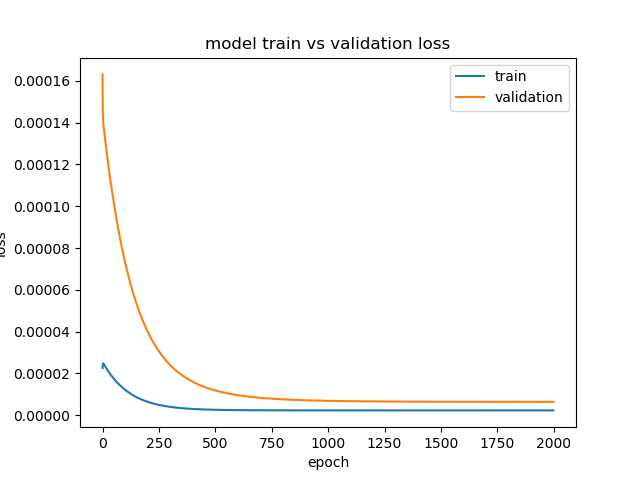 model train vs validation loss
train
validation
0.00016
0.00014
0.00012
0.00010
0.00008
0.00006
0.00004
0.00002
0.00000
loss
0 250 500 750 1000 1250 1500 1750 2000
epoch